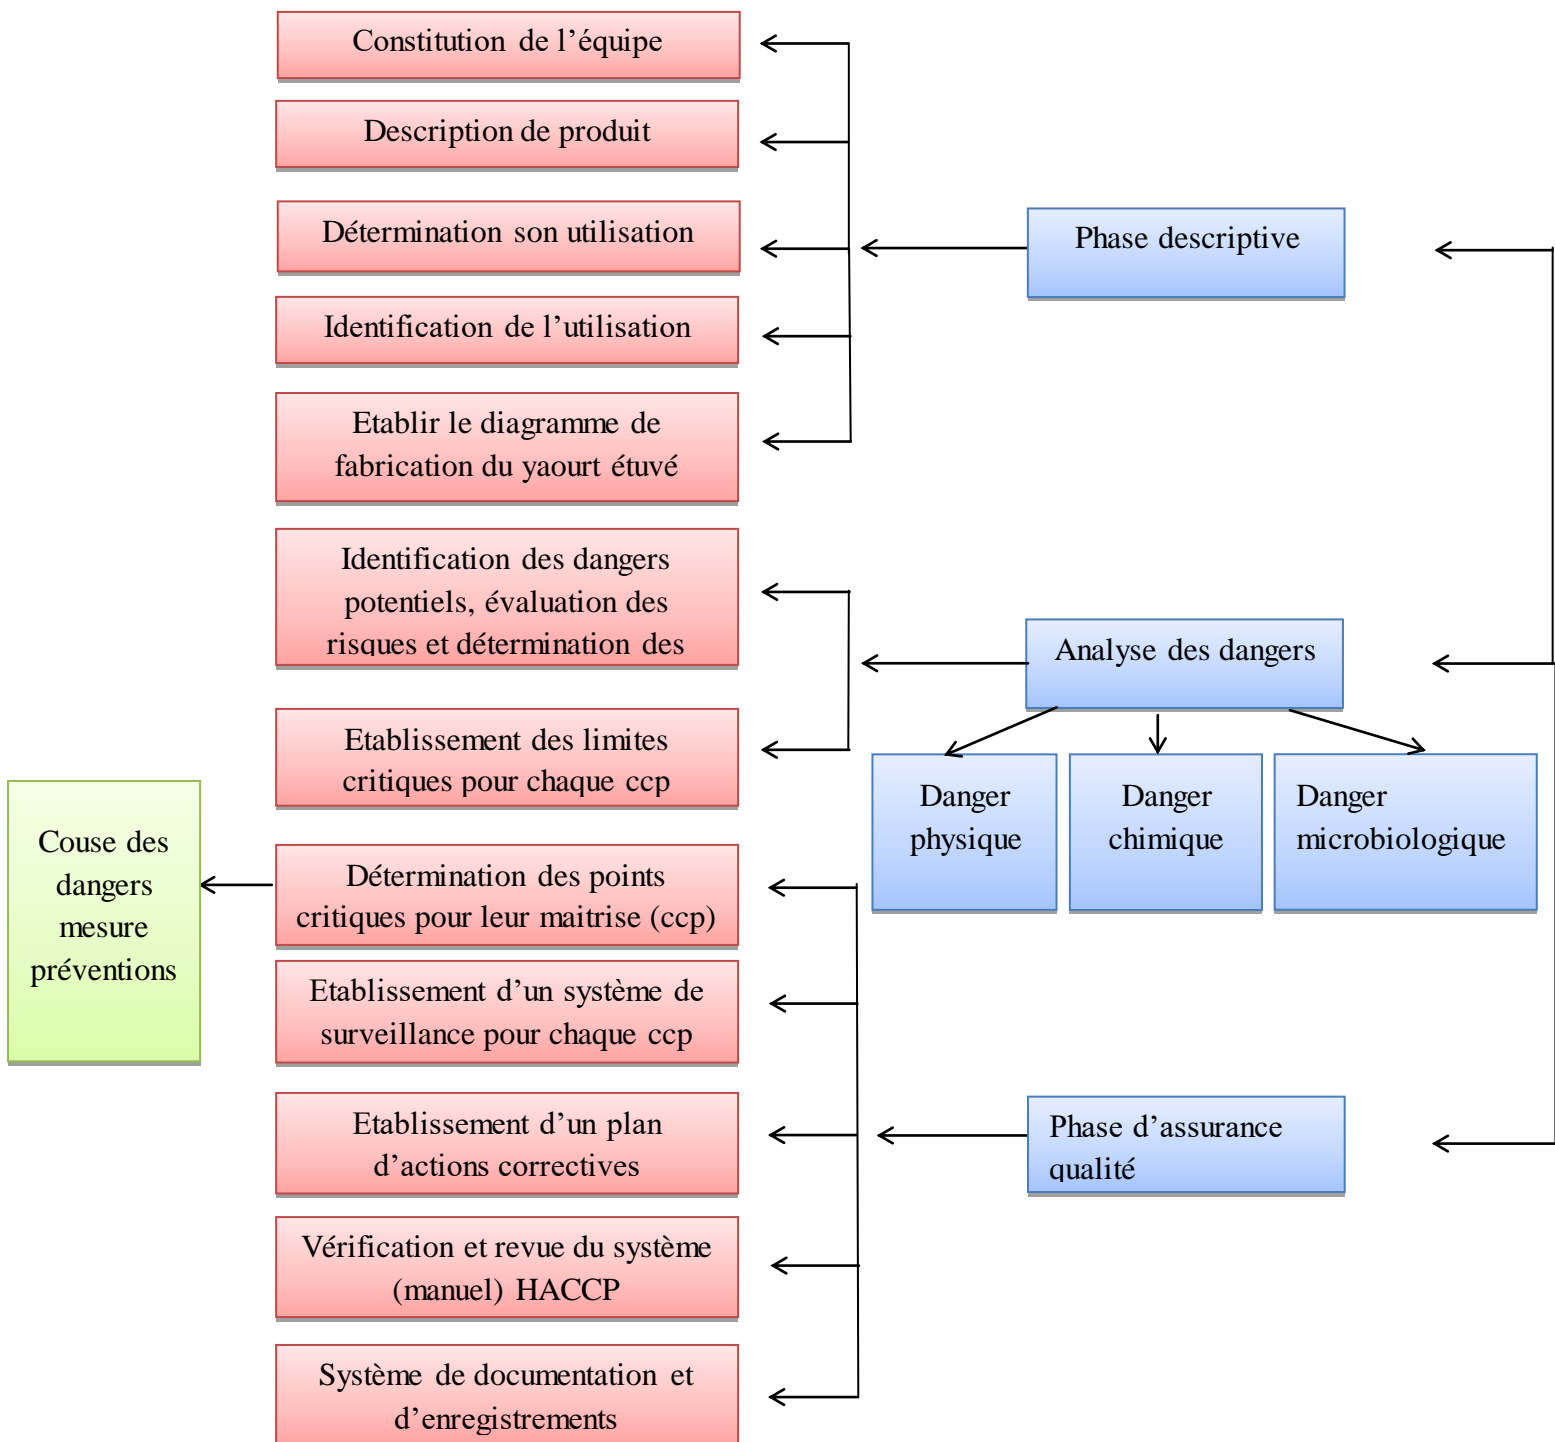 Constitution de l’équipe
Description de produit
Détermination son utilisation
Identification de l’utilisation
Etablir le diagramme de
fabrication du yaourt étuvé
Identification des dangers
potentiels, évaluation des
risques et détermination des
Etablissement des limites
critiques pour chaque ccp
Détermination des points
critiques pour leur maitrise (ccp)
Etablissement d’un système de
surveillance pour chaque ccp
Etablissement d’un plan
d’actions correctives
Vérification et revue du système
(manuel) HACCP
Système de documentation et
d’enregistrements
Couse des
dangers
mesure
préventions
Phase descriptive
Analyse des dangers
Danger
physique
Danger
chimique
Danger
microbiologique
Phase d’assurance
qualité